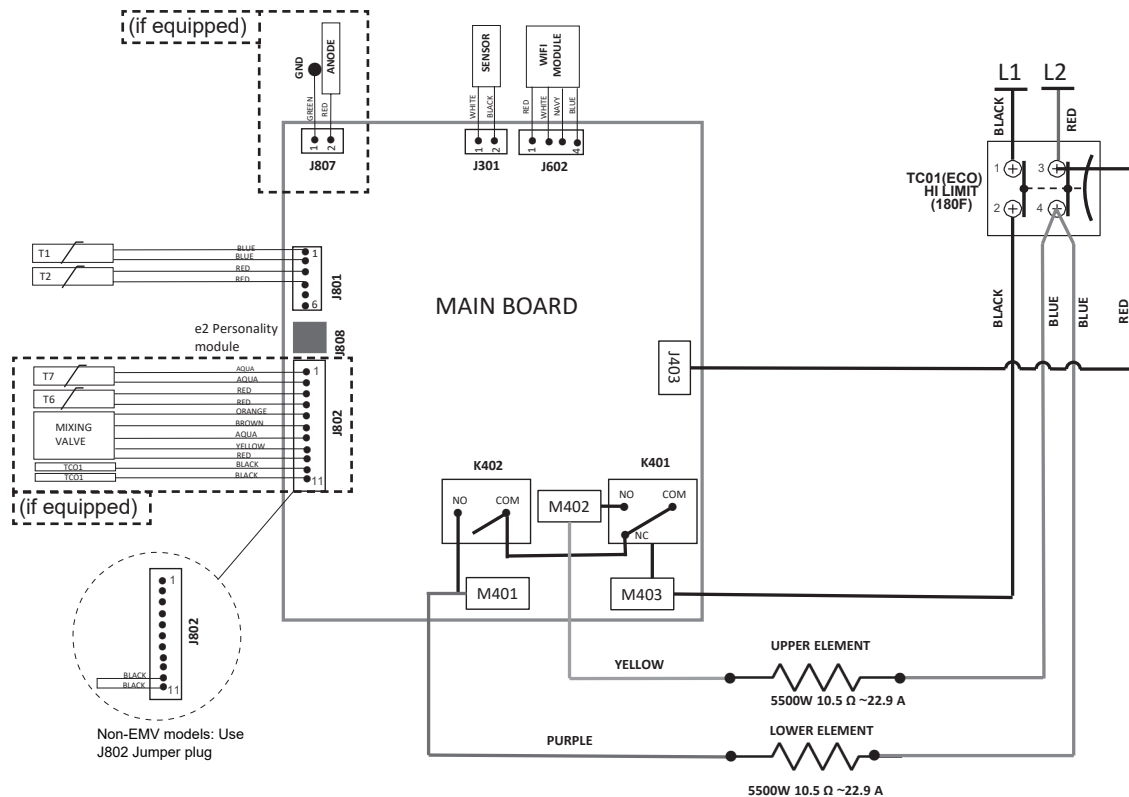 (if equipped)
GND
ANODE
GREEN
RED
1
2
J807
SENSOR
WHITE
BLACK
1
2
J301
WIFI
MODULE
RED
WHITE
NAVY
BLUE
1
4
J602
L1
L2
BLACK
RED
1
3
2
4
TC01(ECO)
HI LIMIT
(180F)
BLACK
BLUE
BLUE
RED
T1
T2
BLUE
BLUE
RED
RED
1
6
J801
MAIN BOARD
e2 Personality
module
J808
J403
T7
T6
MIXING
VALVE
TCO1
TCO1
AQUA
AQUA
RED
RED
ORANGE
BROWN
AQUA
YELLOW
RED
BLACK
BLACK
1
11
J802
(if equipped)
K402
NO
COM
M401
M402
K401
NO
COM
NC
M403
1
J802
BLACK
BLACK
11
Non-EMV models: Use
J802 Jumper plug
YELLOW
UPPER ELEMENT
5500W 10.5 Ω ~22.9 A
PURPLE
LOWER ELEMENT
5500W 10.5 Ω ~22.9 A